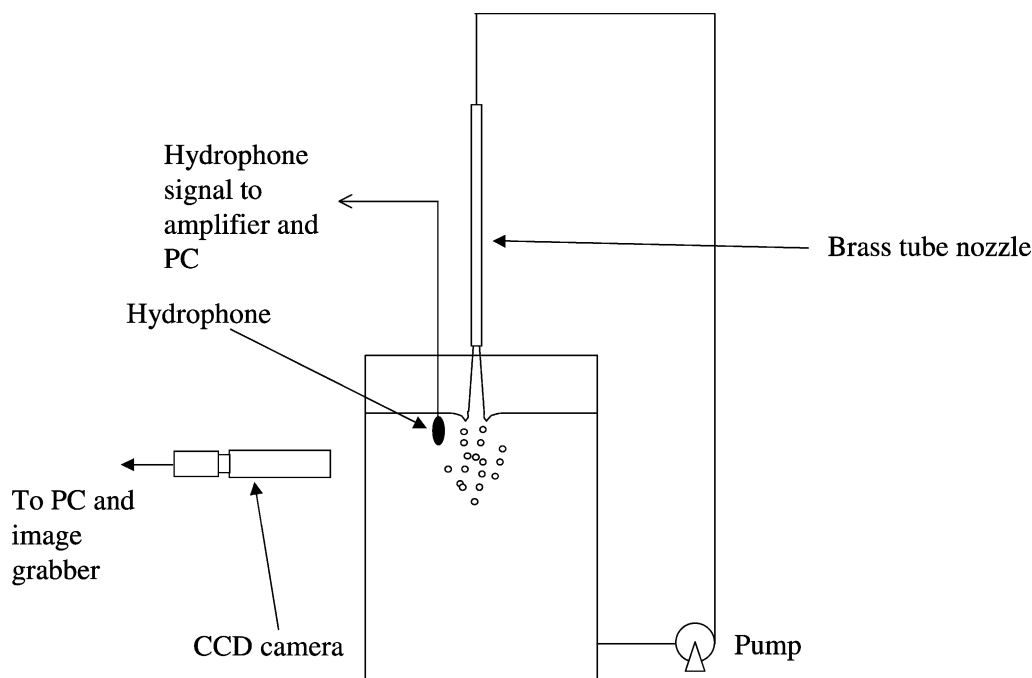 Hydrophone
signal to
amplifier and
PC
Brass tube nozzle
Hydrophone
To PC and
image
grabber
CCD camera
Pump